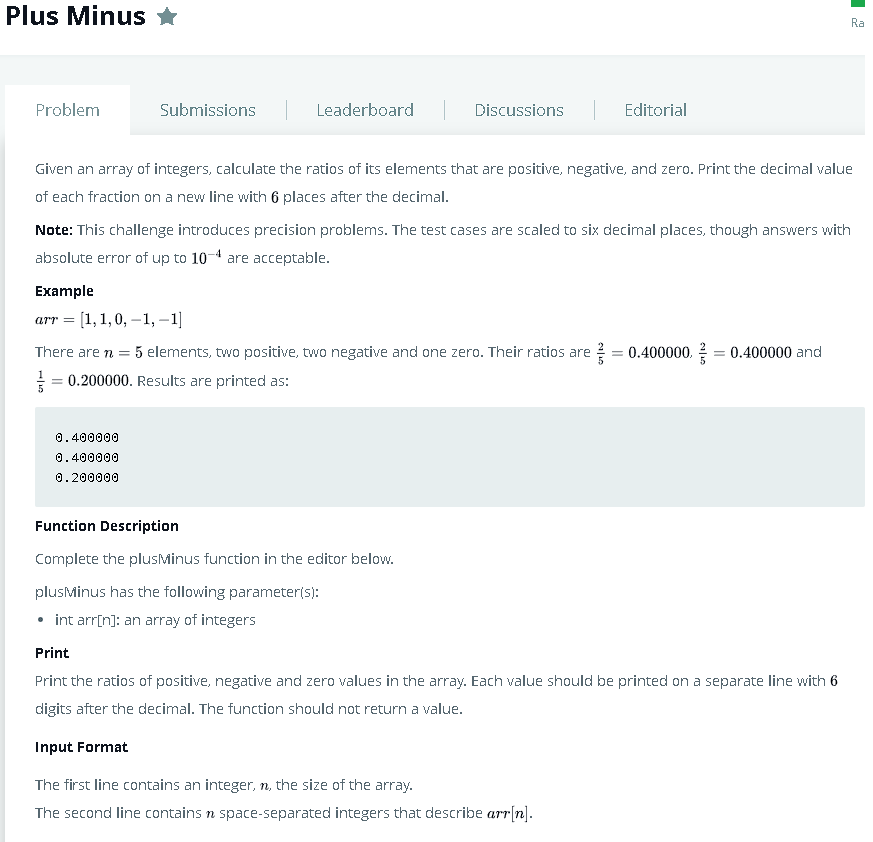 Plus Minus
Ra
Problem
Submissions
Leaderboard
Discussions
Editorial
Given an array of integers, calculate the ratios of its elements that are positive, negative, and zero. Print the decimal value
of each fraction on a new line with 6 places after the decimal.
Note: This challenge introduces precision problems. The test cases are scaled to six decimal places, though answers with
absolute error of up to 10⁻⁴ are acceptable.
Example
arr = [1, 1, 0, −1, −1]
There are n = 5 elements, two positive, two negative and one zero. Their ratios are 2/5 = 0.400000, 2/5 = 0.400000 and
1/5 = 0.200000. Results are printed as:
0.400000
0.400000
0.200000
Function Description
Complete the plusMinus function in the editor below.
plusMinus has the following parameter(s):
• int arr[n]: an array of integers
Print
Print the ratios of positive, negative and zero values in the array. Each value should be printed on a separate line with 6
digits after the decimal. The function should not return a value.
Input Format
The first line contains an integer, n, the size of the array.
The second line contains n space-separated integers that describe arr[n].